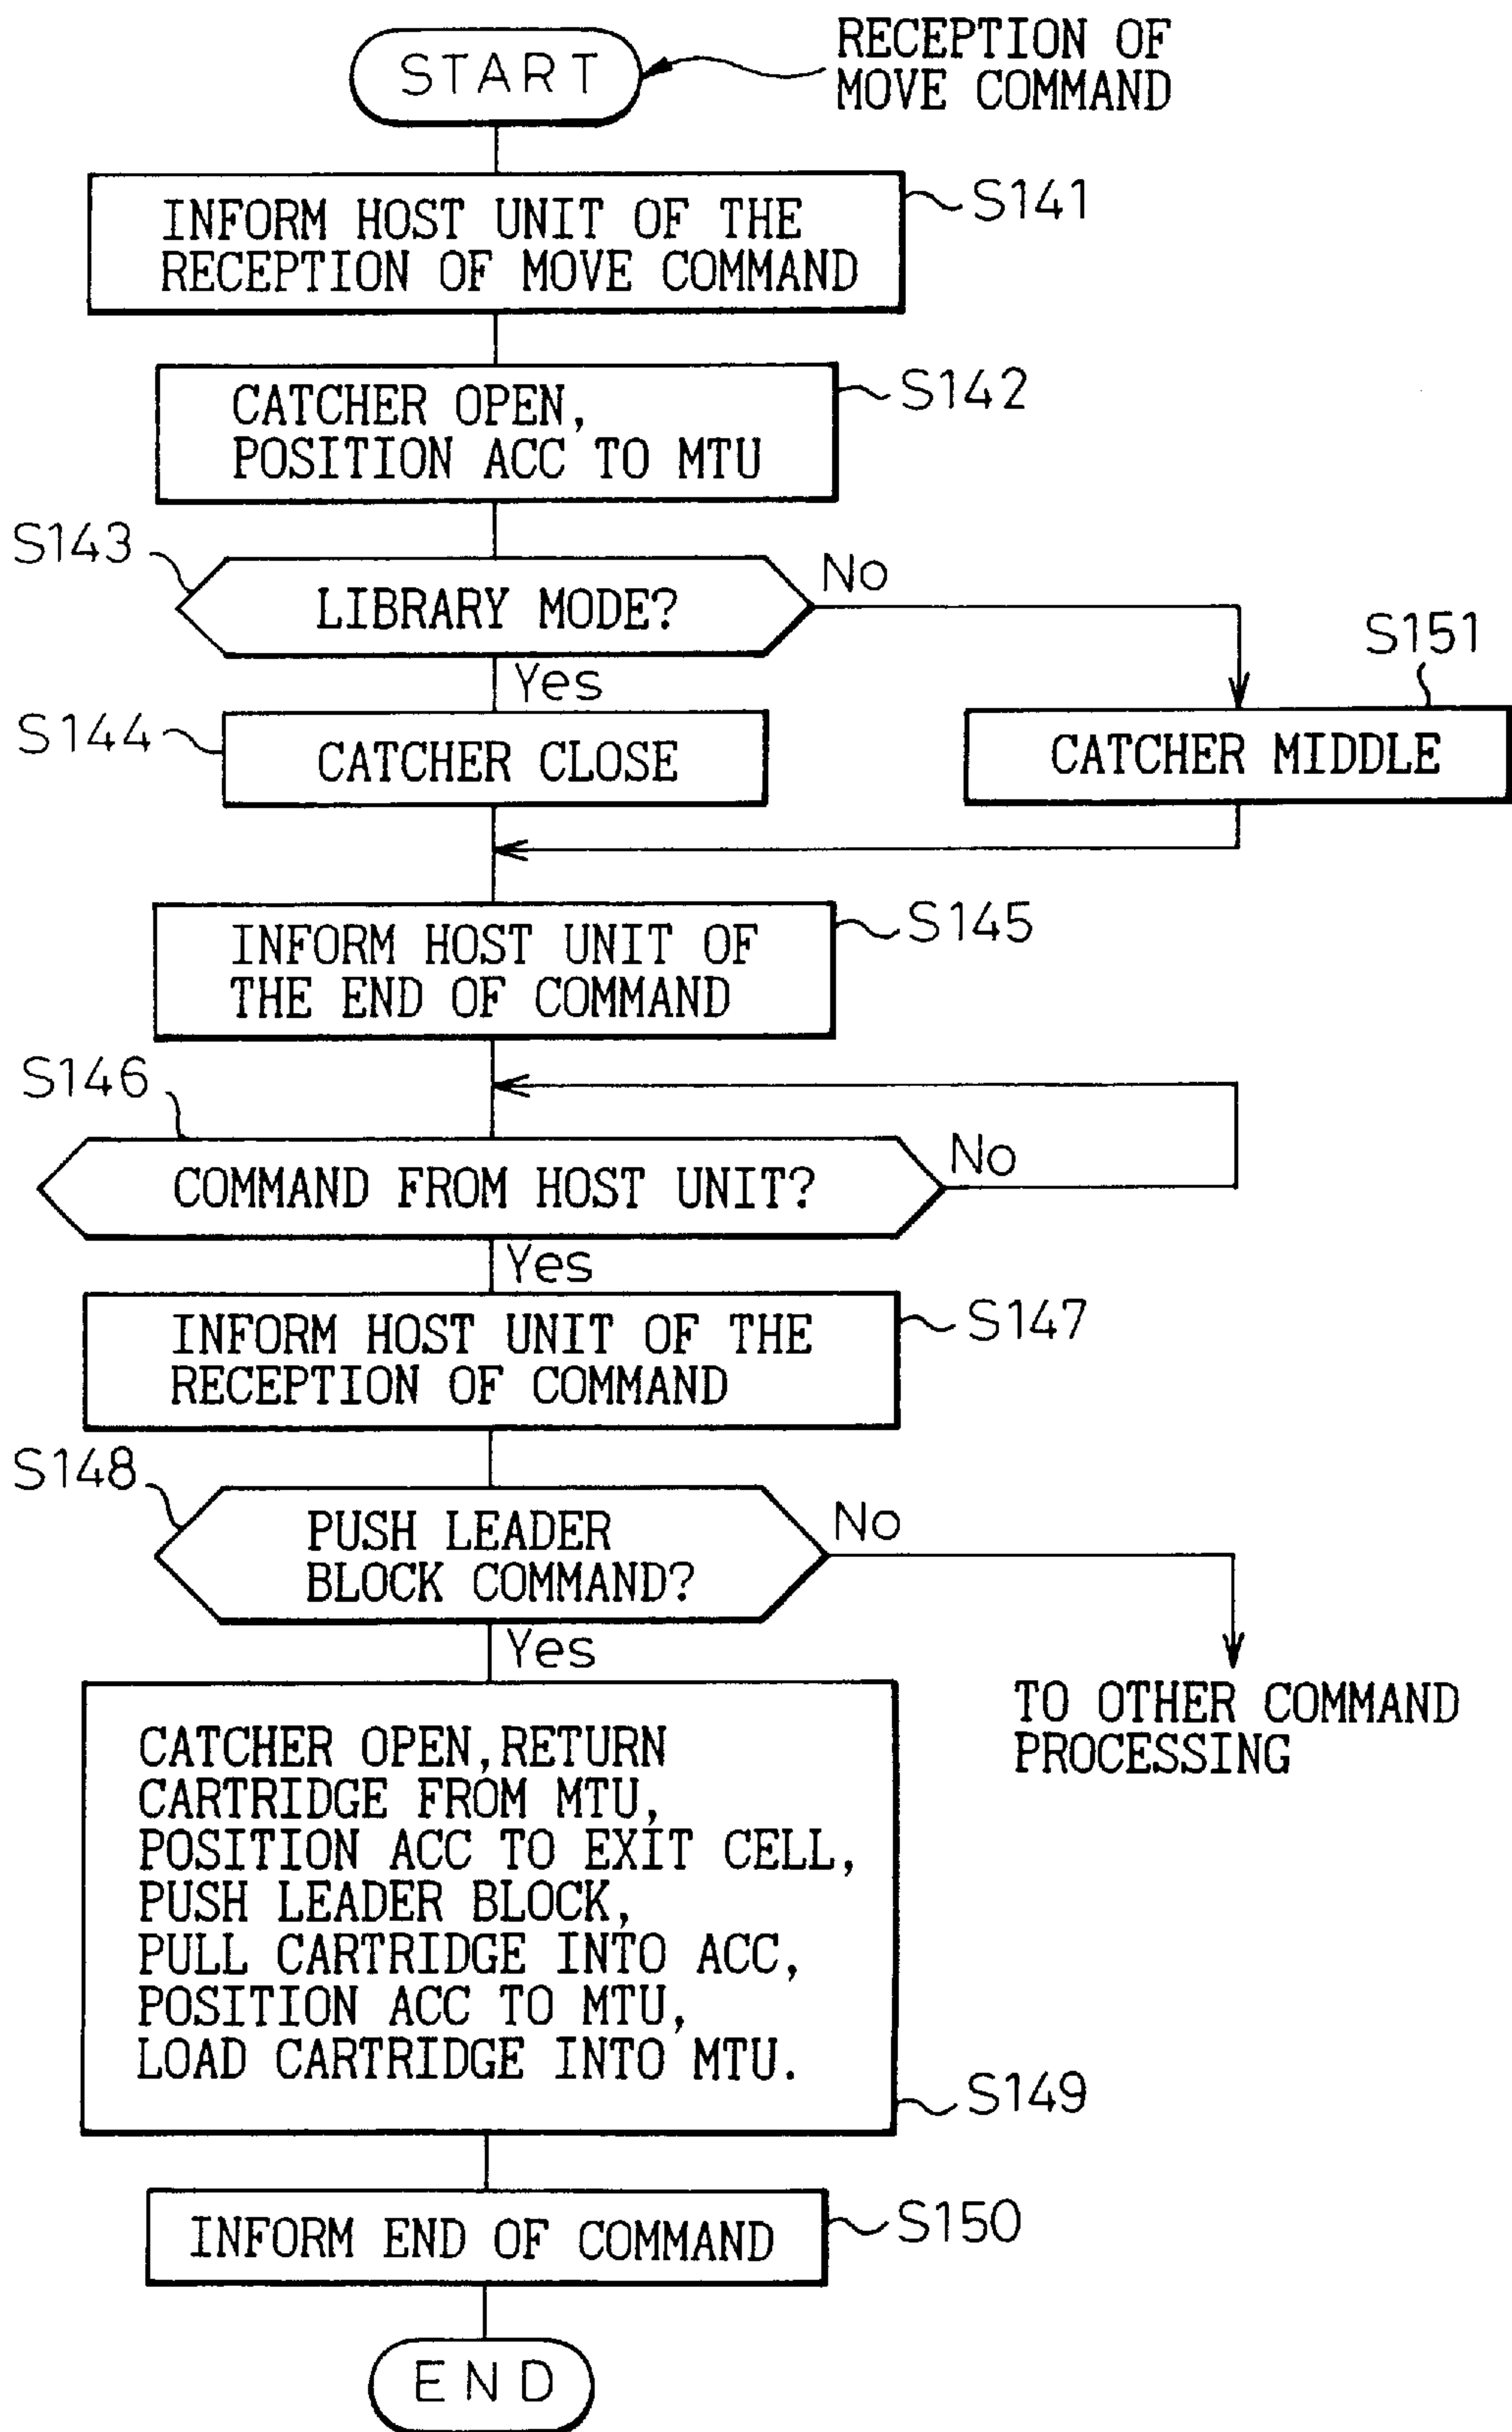 START
RECEPTION OF
MOVE COMMAND
INFORM HOST UNIT OF THE
RECEPTION OF MOVE COMMAND
S141
CATCHER OPEN,
POSITION ACC TO MTU
S142
S143
LIBRARY MODE?
No
Yes
S151
S144
CATCHER CLOSE
CATCHER MIDDLE
INFORM HOST UNIT OF
THE END OF COMMAND
S145
S146
COMMAND FROM HOST UNIT?
No
Yes
INFORM HOST UNIT OF THE
RECEPTION OF COMMAND
S147
S148
PUSH LEADER
BLOCK COMMAND?
No
Yes
TO OTHER COMMAND
PROCESSING
CATCHER OPEN,RETURN
CARTRIDGE FROM MTU,
POSITION ACC TO EXIT CELL,
PUSH LEADER BLOCK,
PULL CARTRIDGE INTO ACC,
POSITION ACC TO MTU,
LOAD CARTRIDGE INTO MTU.
S149
INFORM END OF COMMAND
S150
END